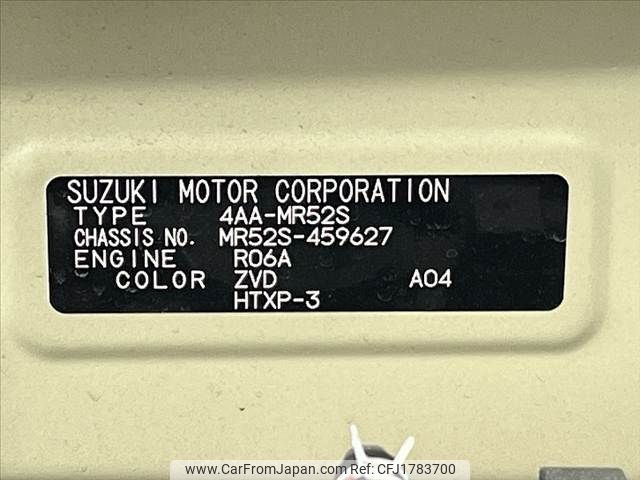 SUZUKI MOTOR CORPORATION
TYPE 4AA-MR52S
CHASSIS NO. MR52S-459627
ENGINE R06A
COLOR ZVD A04
HTXP-3
www.CarFromJapan.com Ref:CFJ1783700